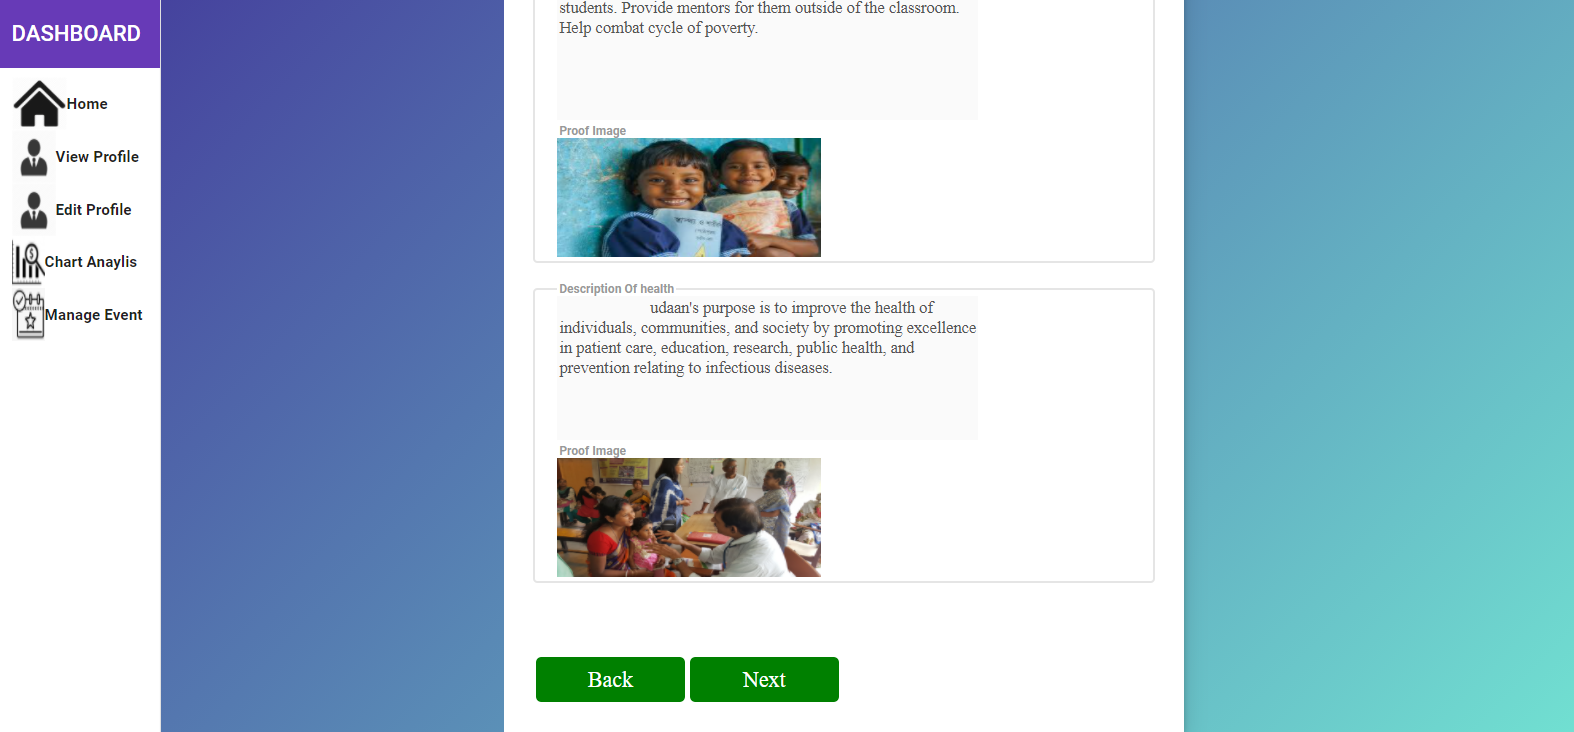 DASHBOARD
Home
View Profile
Edit Profile
Chart Anaylis
Manage Event
students. Provide mentors for them outside of the classroom.
Help combat cycle of poverty.
Proof Image
Description Of health
udaan's purpose is to improve the health of
individuals, communities, and society by promoting excellence
in patient care, education, research, public health, and
prevention relating to infectious diseases.
Proof Image
Back
Next